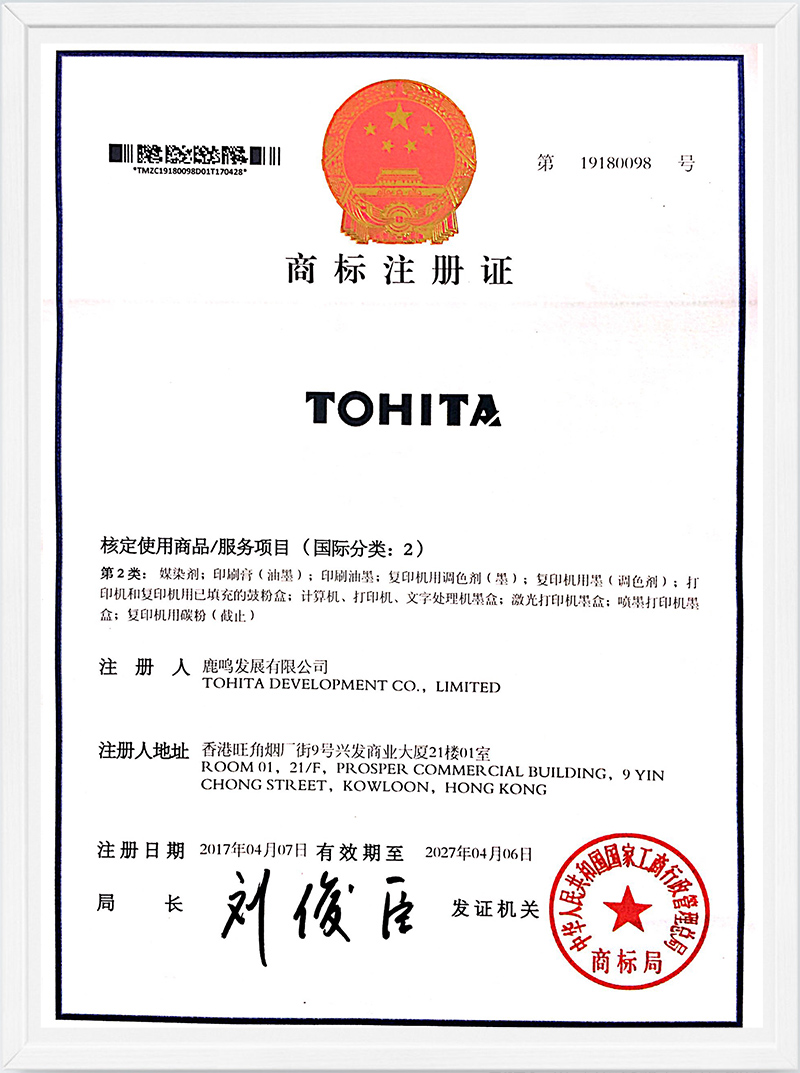 *TMZC19180098D01T170428*
第 19180098 号
商标注册证
TOHITA
核定使用商品/服务项目（国际分类：2）
第2类：媒染剂；印刷膏（油墨）；印刷油墨；复印机用调色剂（墨）；复印机用墨（调色剂）；打
印机和复印机用已填充的鼓粉盒；计算机、打印机、文字处理机墨盒；激光打印机墨盒；喷墨打印机墨
盒；复印机用碳粉（截止）
注册人 鹿鸣发展有限公司
TOHITA DEVELOPMENT CO.，LIMITED
注册人地址 香港旺角烟厂街9号兴发商业大厦21楼01室
ROOM 01，21/F，PROSPER COMMERCIAL BUILDING，9 YIN
CHONG STREET，KOWLOON，HONG KONG
注册日期 2017年04月07日 有效期至 2027年04月06日
局长 刘俊臣 发证机关
中华人民共和国国家工商行政管理总局
商标局